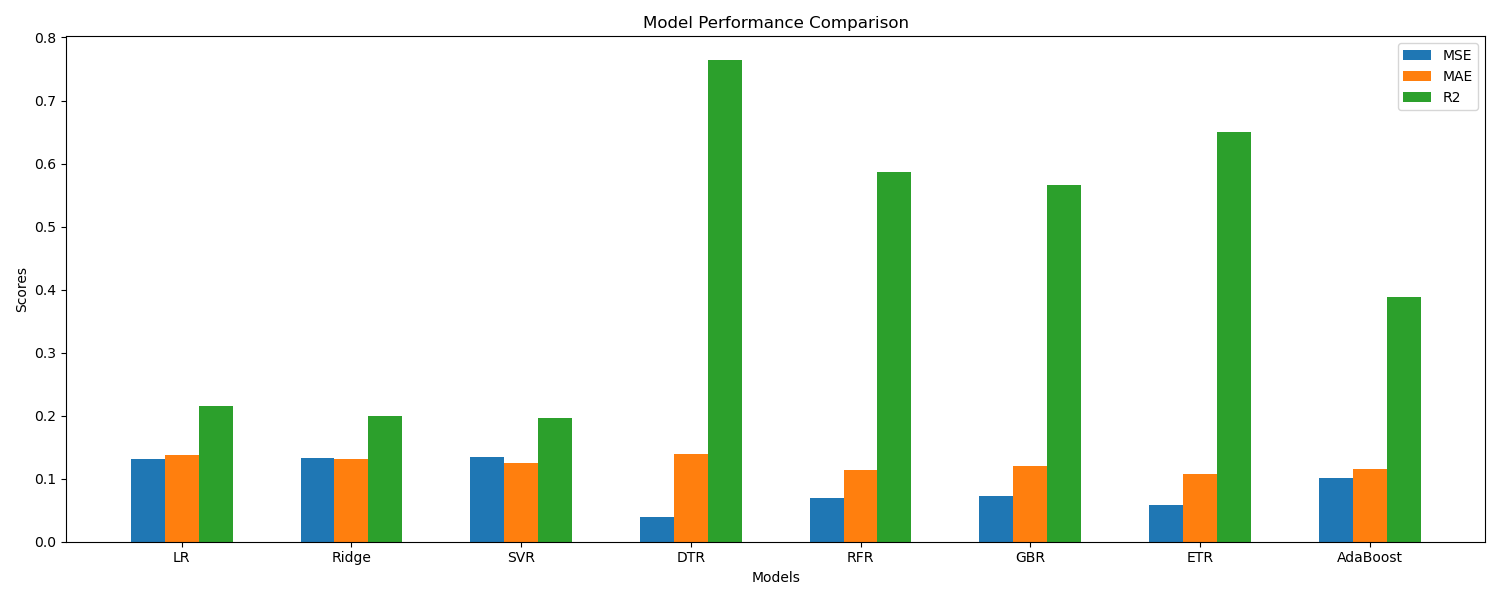 Model Performance Comparison
MSE
MAE
R2
0.8
0.7
0.6
0.5
0.4
0.3
0.2
0.1
0.0
Scores
LR Ridge SVR DTR RFR GBR ETR AdaBoost
Models